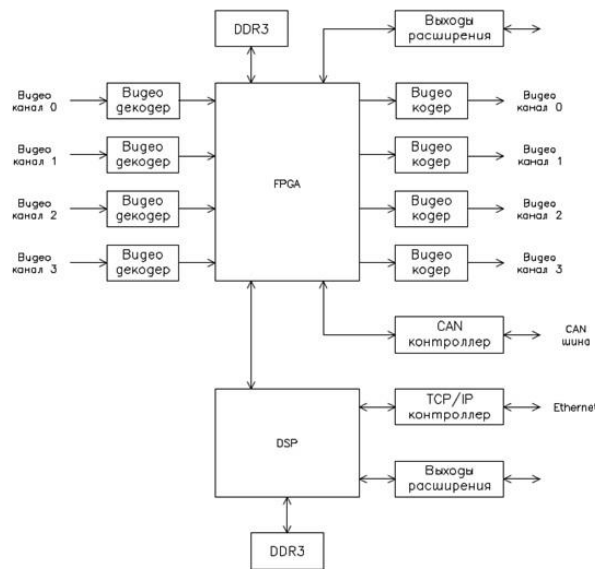 DDR3
Выходы
расширения
Видео
канал 0
Видео
декодер
Видео
кодер
Видео
канал 0
Видео
канал 1
Видео
декодер
Видео
кодер
Видео
канал 1
FPGA
Видео
канал 2
Видео
декодер
Видео
кодер
Видео
канал 2
Видео
канал 3
Видео
декодер
Видео
кодер
Видео
канал 3
CAN
контроллер
CAN
шина
DSP
TCP/IP
контроллер
Ethernet
Выходы
расширения
DDR3